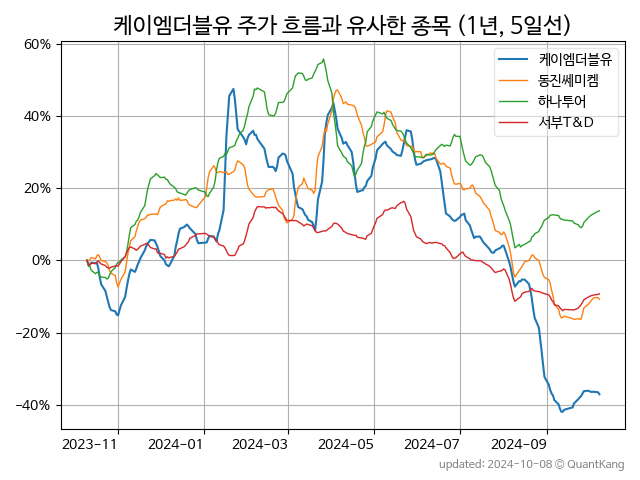 케이엠더블유 주가 흐름과 유사한 종목 (1년, 5일선)
60%
40%
20%
0%
−20%
−40%
케이엠더블유
동진쎄미켐
하나투어
서부T&D
2023-11 2024-01 2024-03 2024-05 2024-07 2024-09
updated: 2024-10-08 © QuantKang